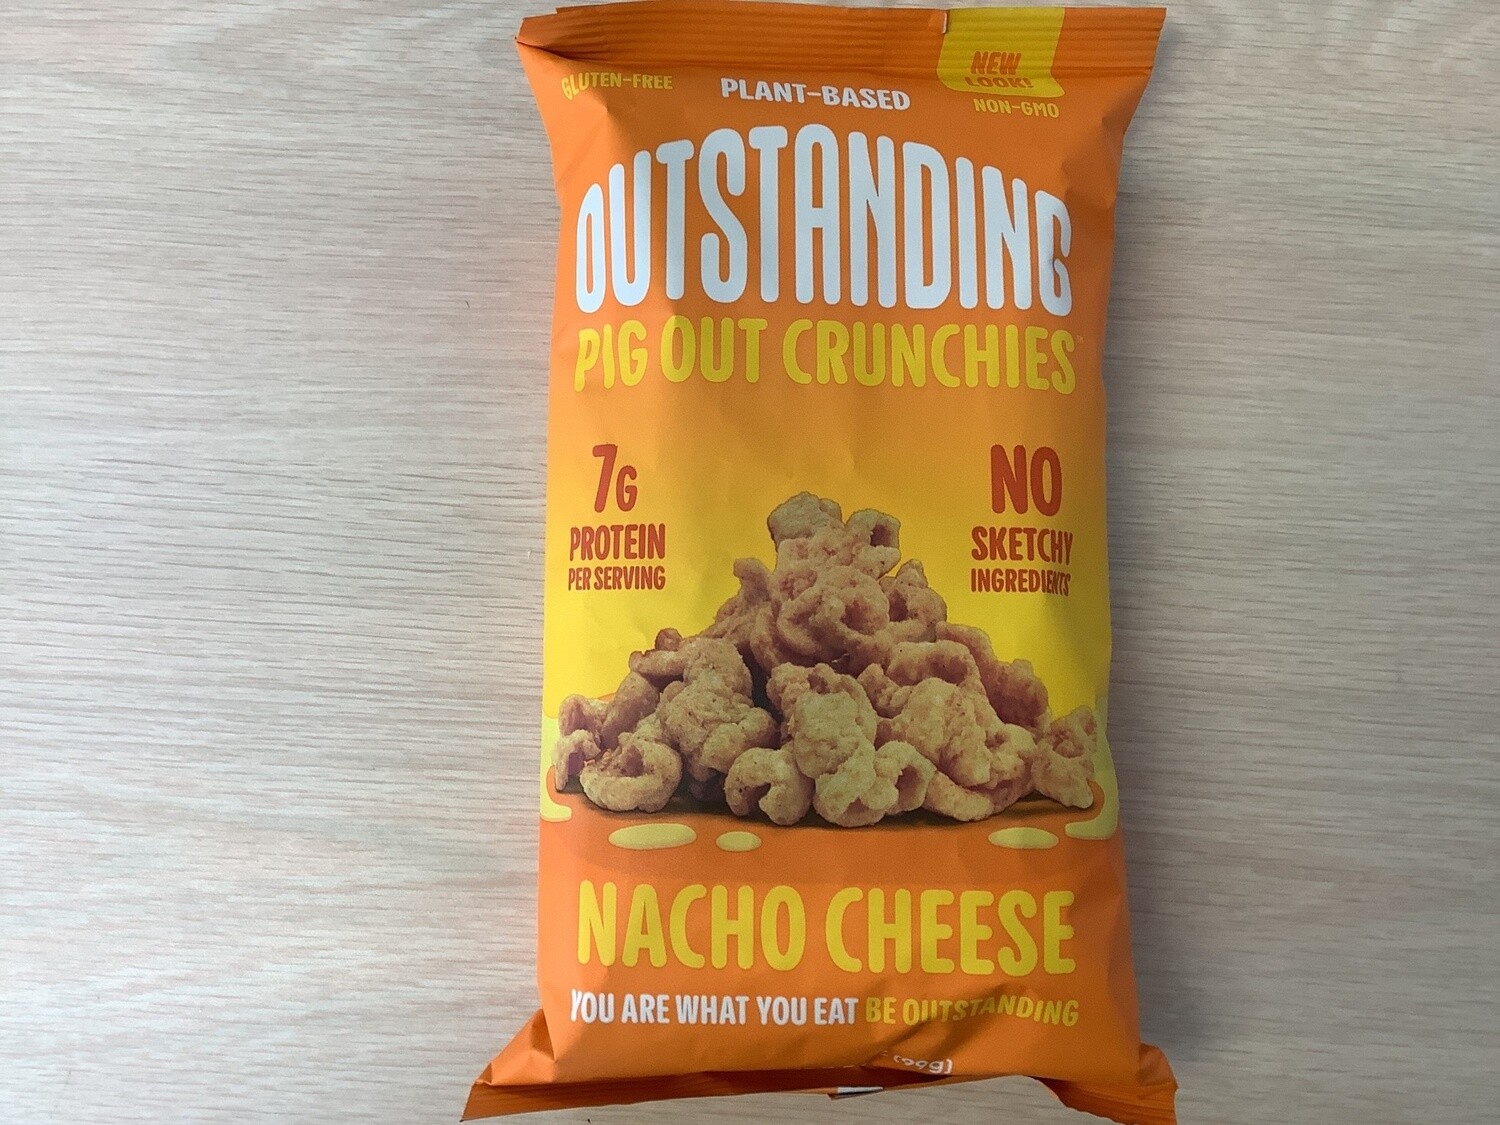 GLUTEN-FREE
PLANT-BASED
NEW
LOOK!
NON-GMO
OUTSTANDING
PIG OUT CRUNCHIES™
7G
PROTEIN
PER SERVING
NO
SKETCHY
INGREDIENTS
NACHO CHEESE
YOU ARE WHAT YOU EAT BE OUTSTANDING